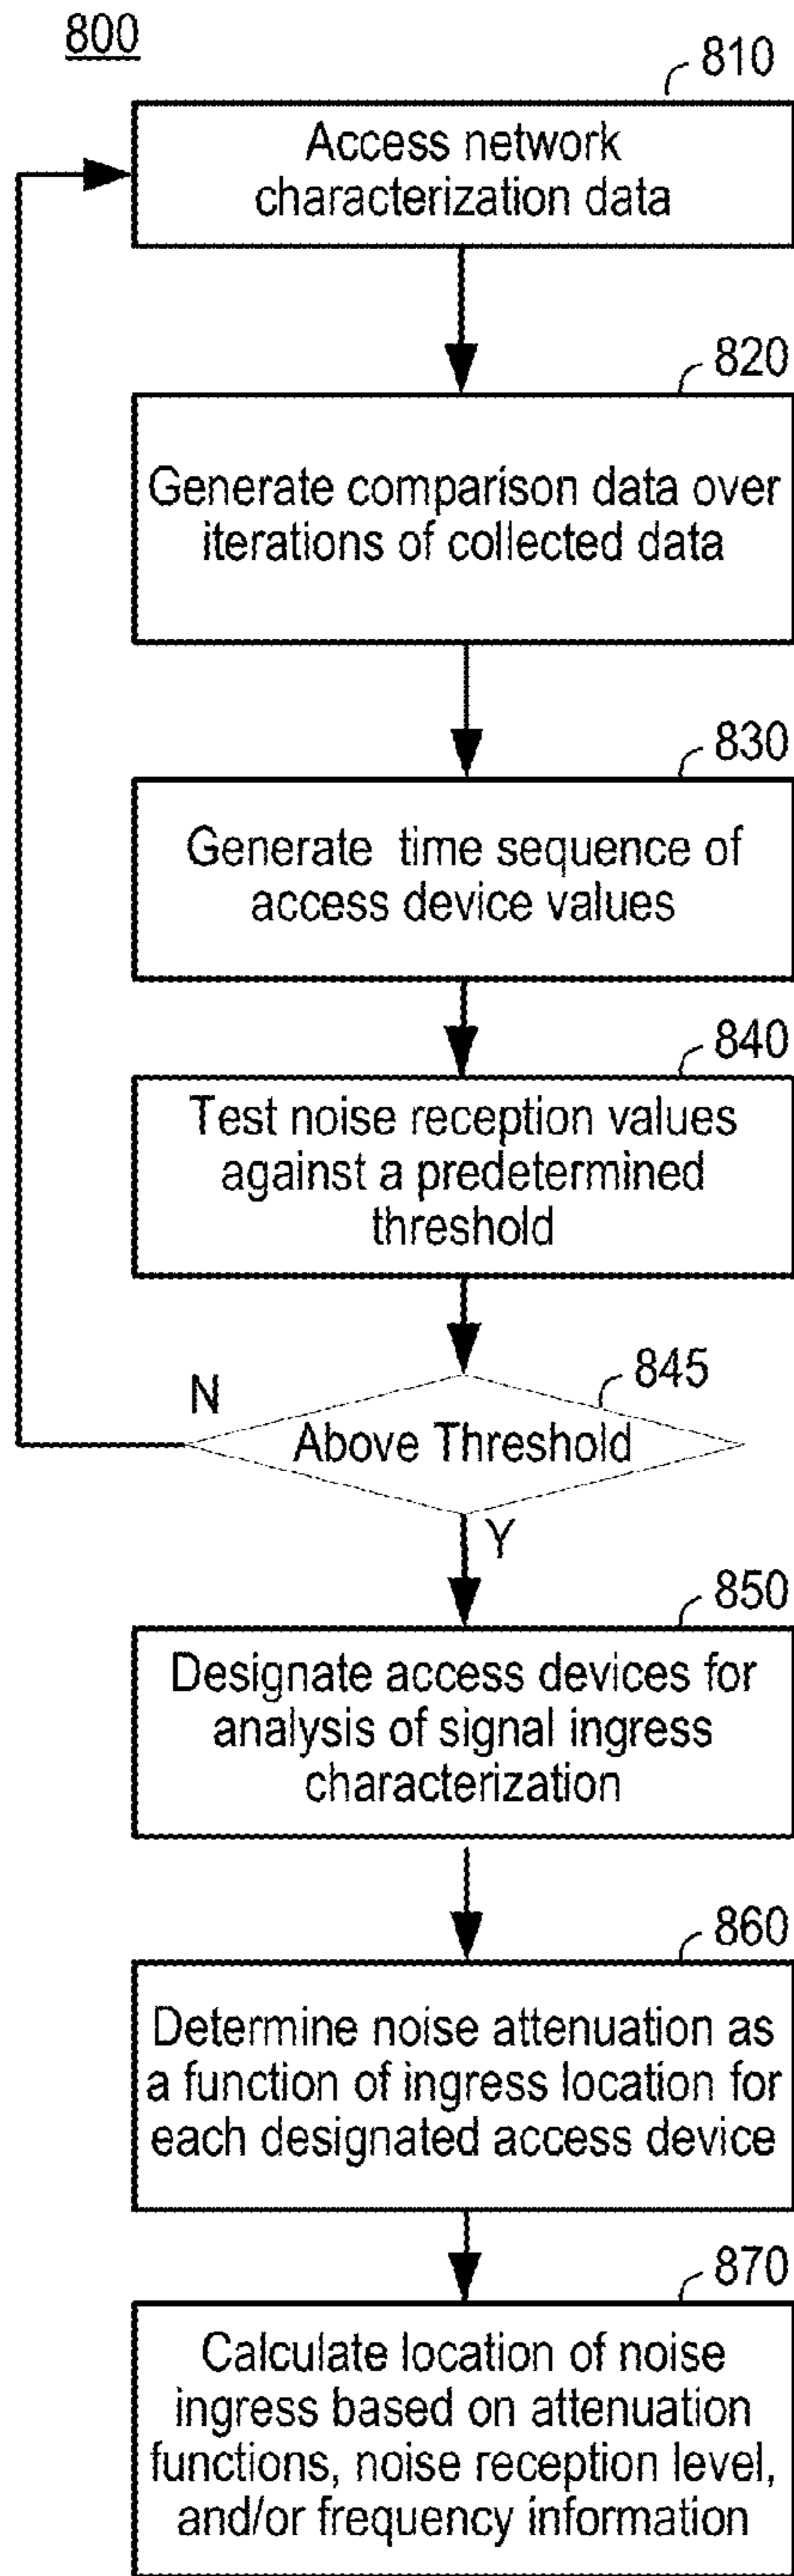 800
810
Access network
characterization data
820
Generate comparison data over
iterations of collected data
830
Generate time sequence of
access device values
840
Test noise reception values
against a predetermined
threshold
845
N
Above Threshold
Y
850
Designate access devices for
analysis of signal ingress
characterization
860
Determine noise attenuation as
a function of ingress location for
each designated access device
870
Calculate location of noise
ingress based on attenuation
functions, noise reception level,
and/or frequency information